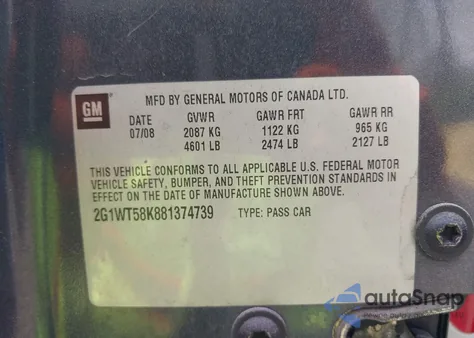 GM
MFD BY GENERAL MOTORS OF CANADA LTD.
DATE GVWR GAWR FRT GAWR RR
07/08 2087 KG 1122 KG 965 KG
4601 LB 2474 LB 2127 LB
THIS VEHICLE CONFORMS TO ALL APPLICABLE U.S. FEDERAL MOTOR
VEHICLE SAFETY, BUMPER, AND THEFT PREVENTION STANDARDS IN
EFFECT ON THE DATE OF MANUFACTURE SHOWN ABOVE.
2G1WT58K881374739 TYPE: PASS CAR
autoSnap